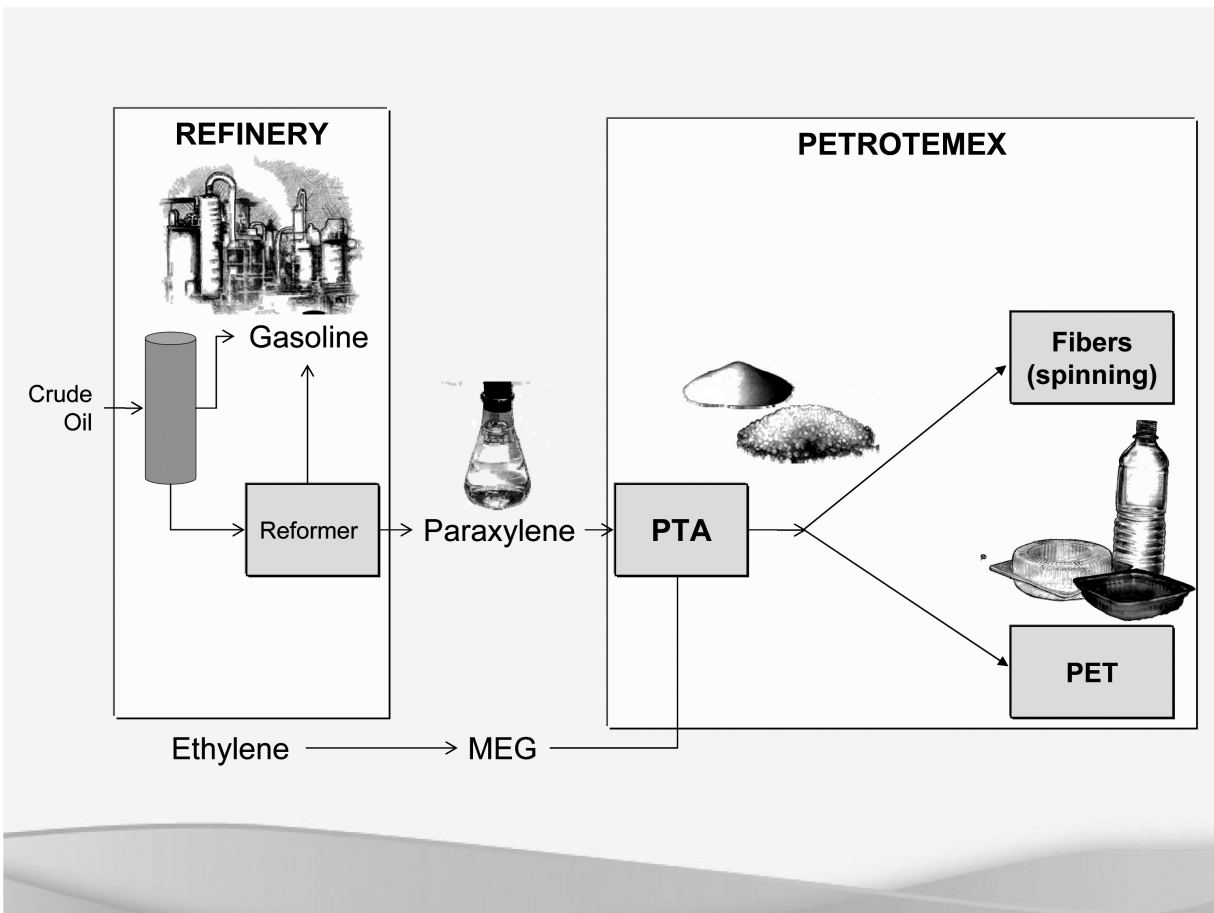 REFINERY
PETROTEMEX
Gasoline
Fibers
(spinning)
Crude
Oil
Reformer
Paraxylene
PTA
PET
Ethylene
MEG